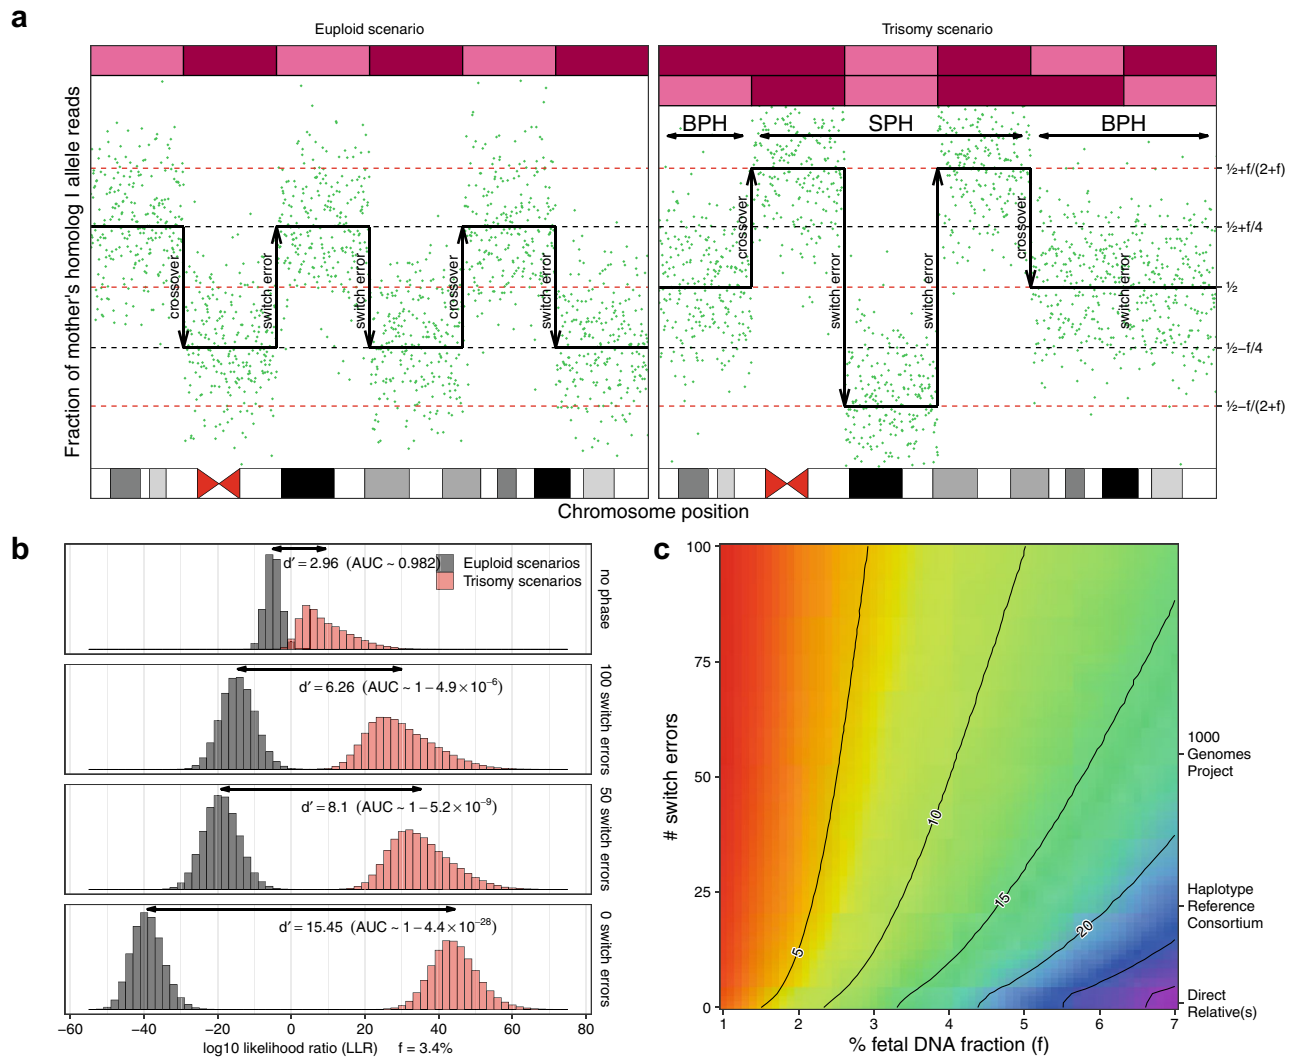 a
Euploid scenario
Trisomy scenario
Fraction of mother's homolog I allele reads
crossover
switch error
switch error
crossover
switch error
BPH
SPH
BPH
crossover
switch error
switch error
crossover
switch error
½+f/(2+f)
½+f/4
½
½−f/4
½−f/(2+f)
Chromosome position
b
d′ = 2.96 (AUC ~ 0.982)
Euploid scenarios
Trisomy scenarios
no phase
d′ = 6.26 (AUC ~ 1 − 4.9 × 10⁻⁶)
100 switch errors
d′ = 8.1 (AUC ~ 1 − 5.2 × 10⁻⁹)
50 switch errors
d′ = 15.45 (AUC ~ 1 − 4.4 × 10⁻²⁸)
0 switch errors
−60 −40 −20 0 20 40 60 80
log10 likelihood ratio (LLR) f = 3.4%
c
# switch errors
100
75
50
25
0
5
10
15
20
1 2 3 4 5 6 7
% fetal DNA fraction (f)
1000
Genomes
Project
Haplotype
Reference
Consortium
Direct
Relative(s)